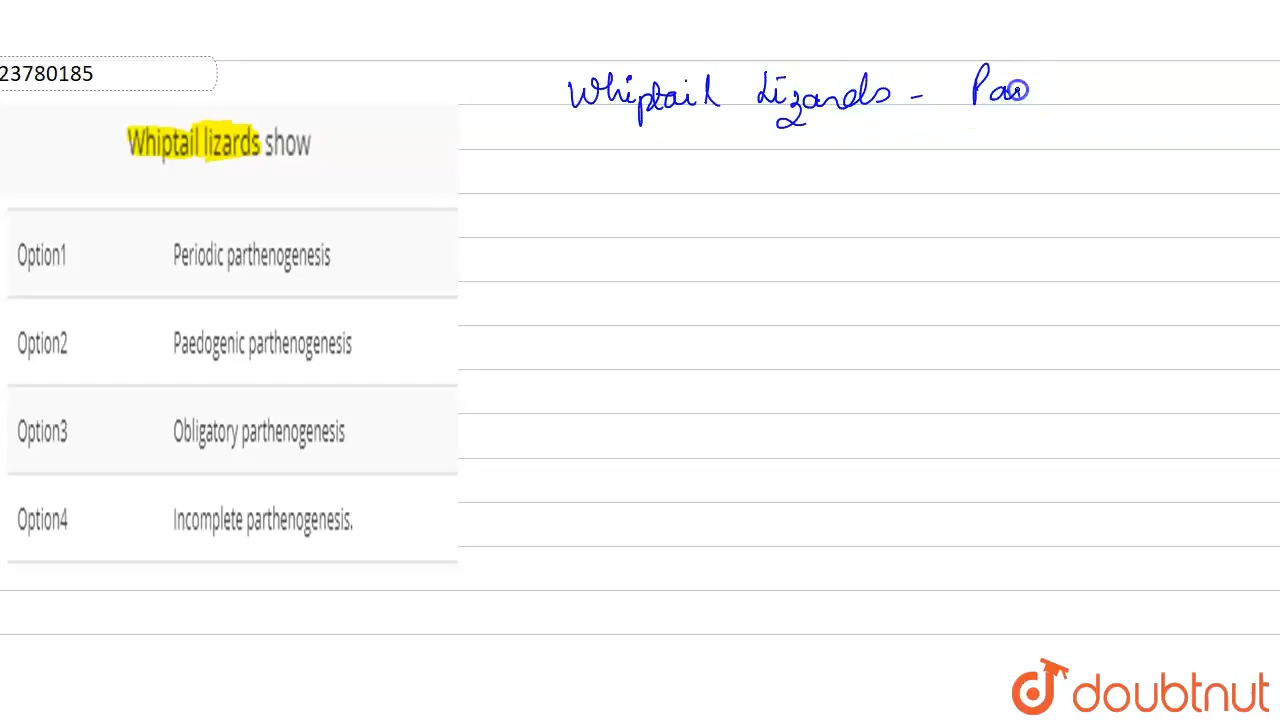 23780185
Whiptail Lizards - Pa
Whiptail lizards show
Option1 Periodic parthenogenesis
Option2 Paedogenic parthenogenesis
Option3 Obligatory parthenogenesis
Option4 Incomplete parthenogenesis.
doubtnut